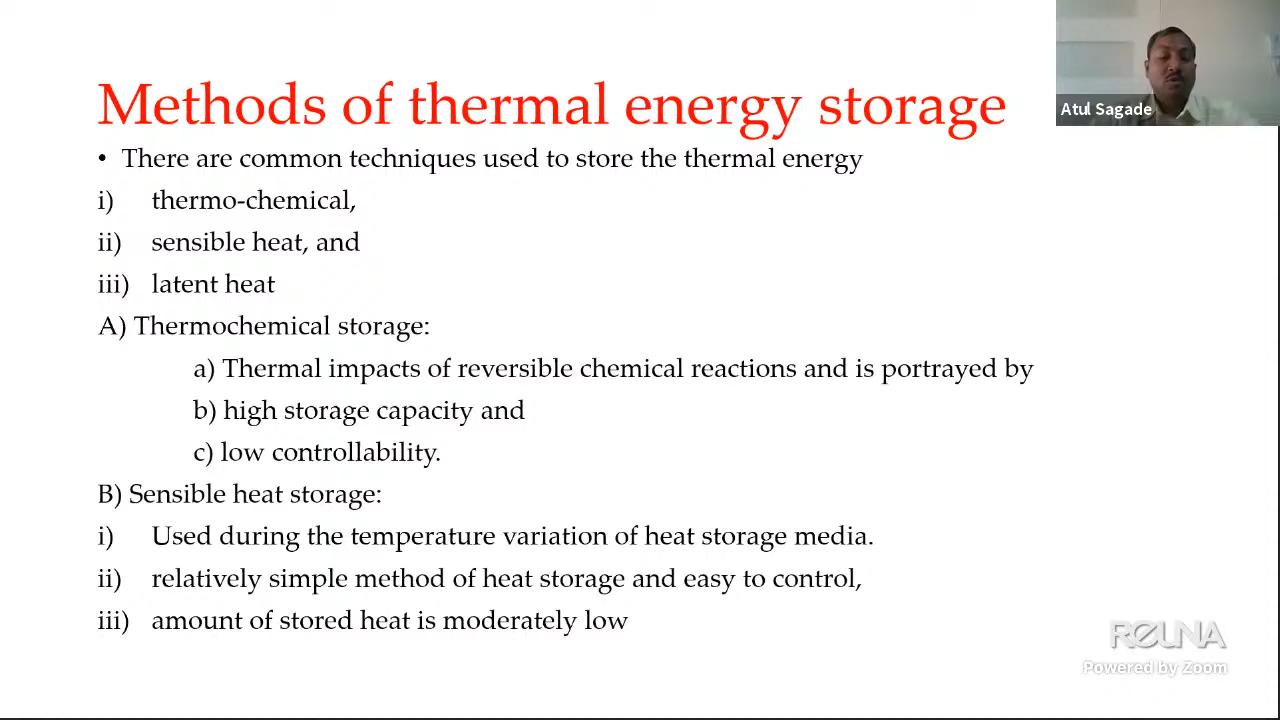 Methods of thermal energy storage
Atul Sagade
• There are common techniques used to store the thermal energy
i) thermo-chemical,
ii) sensible heat, and
iii) latent heat
A) Thermochemical storage:
a) Thermal impacts of reversible chemical reactions and is portrayed by
b) high storage capacity and
c) low controllability.
B) Sensible heat storage:
i) Used during the temperature variation of heat storage media.
ii) relatively simple method of heat storage and easy to control,
iii) amount of stored heat is moderately low
Powered by Zoom